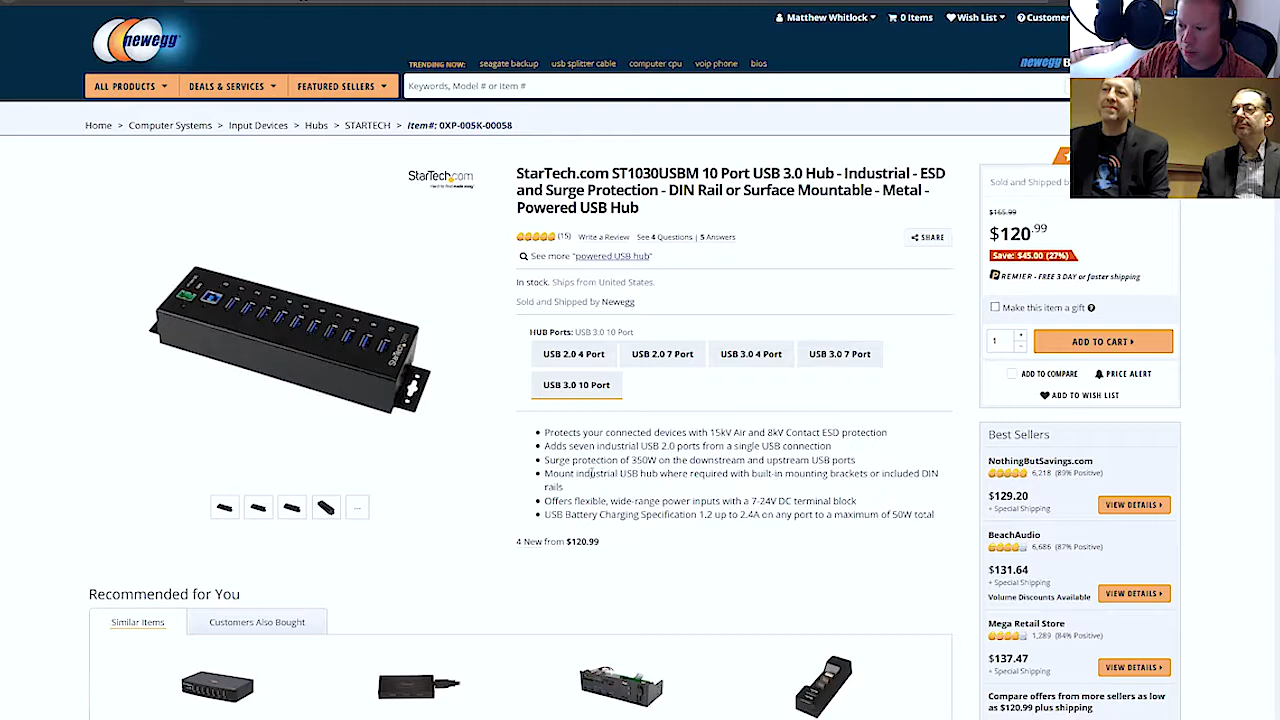 Matthew Whitlock
0 Items
Wish List
Customer
newegg
TRENDING NOW:
seagate backup
usb splitter cable
computer cpu
voip phone
bios
newegg B
ALL PRODUCTS
DEALS & SERVICES
FEATURED SELLERS
Keywords, Model # or Item #
Home > Computer Systems > Input Devices > Hubs > STARTECH > Item#: 0XP-005K-00058
StarTech.com
Hard-to-find made easy
StarTech.com ST1030USBM 10 Port USB 3.0 Hub - Industrial - ESD
and Surge Protection - DIN Rail or Surface Mountable - Metal -
Powered USB Hub
(15) Write a Review See 4 Questions | 5 Answers
SHARE
See more "powered USB hub"
In stock. Ships from United States.
Sold and Shipped by Newegg
HUB Ports: USB 3.0 10 Port
USB 2.0 4 Port
USB 2.0 7 Port
USB 3.0 4 Port
USB 3.0 7 Port
USB 3.0 10 Port
Protects your connected devices with 15kV Air and 8kV Contact ESD protection
Adds seven industrial USB 2.0 ports from a single USB connection
Surge protection of 350W on the downstream and upstream USB ports
Mount industrial USB hub where required with built-in mounting brackets or included DIN
rails
Offers flexible, wide-range power inputs with a 7-24V DC terminal block
USB Battery Charging Specification 1.2 up to 2.4A on any port to a maximum of 50W total
4 New from $120.99
Sold and Shipped by
$165.99
$120.99
Save: $45.00 (27%)
PREMIER - FREE 3 DAY or faster shipping
Make this item a gift
1
ADD TO CART
ADD TO COMPARE
PRICE ALERT
ADD TO WISH LIST
Best Sellers
NothingButSavings.com
6,218 (89% Positive)
$129.20
+ Special Shipping
VIEW DETAILS
BeachAudio
6,686 (87% Positive)
$131.64
+ Special Shipping
Volume Discounts Available
VIEW DETAILS
Mega Retail Store
1,289 (84% Positive)
$137.47
+ Special Shipping
VIEW DETAILS
Compare offers from more sellers as low
as $120.99 plus shipping
Recommended for You
Similar Items
Customers Also Bought